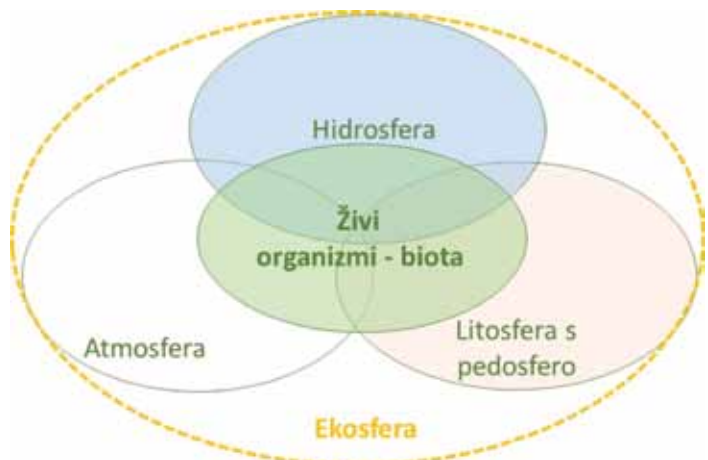 Hidrosfera
Živi
organizmi - biota
Atmosfera
Litosfera s
pedosfero
Ekosfera